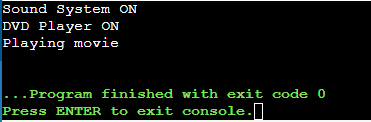 Sound System ON
DVD Player ON
Playing movie
...Program finished with exit code 0
Press ENTER to exit console.